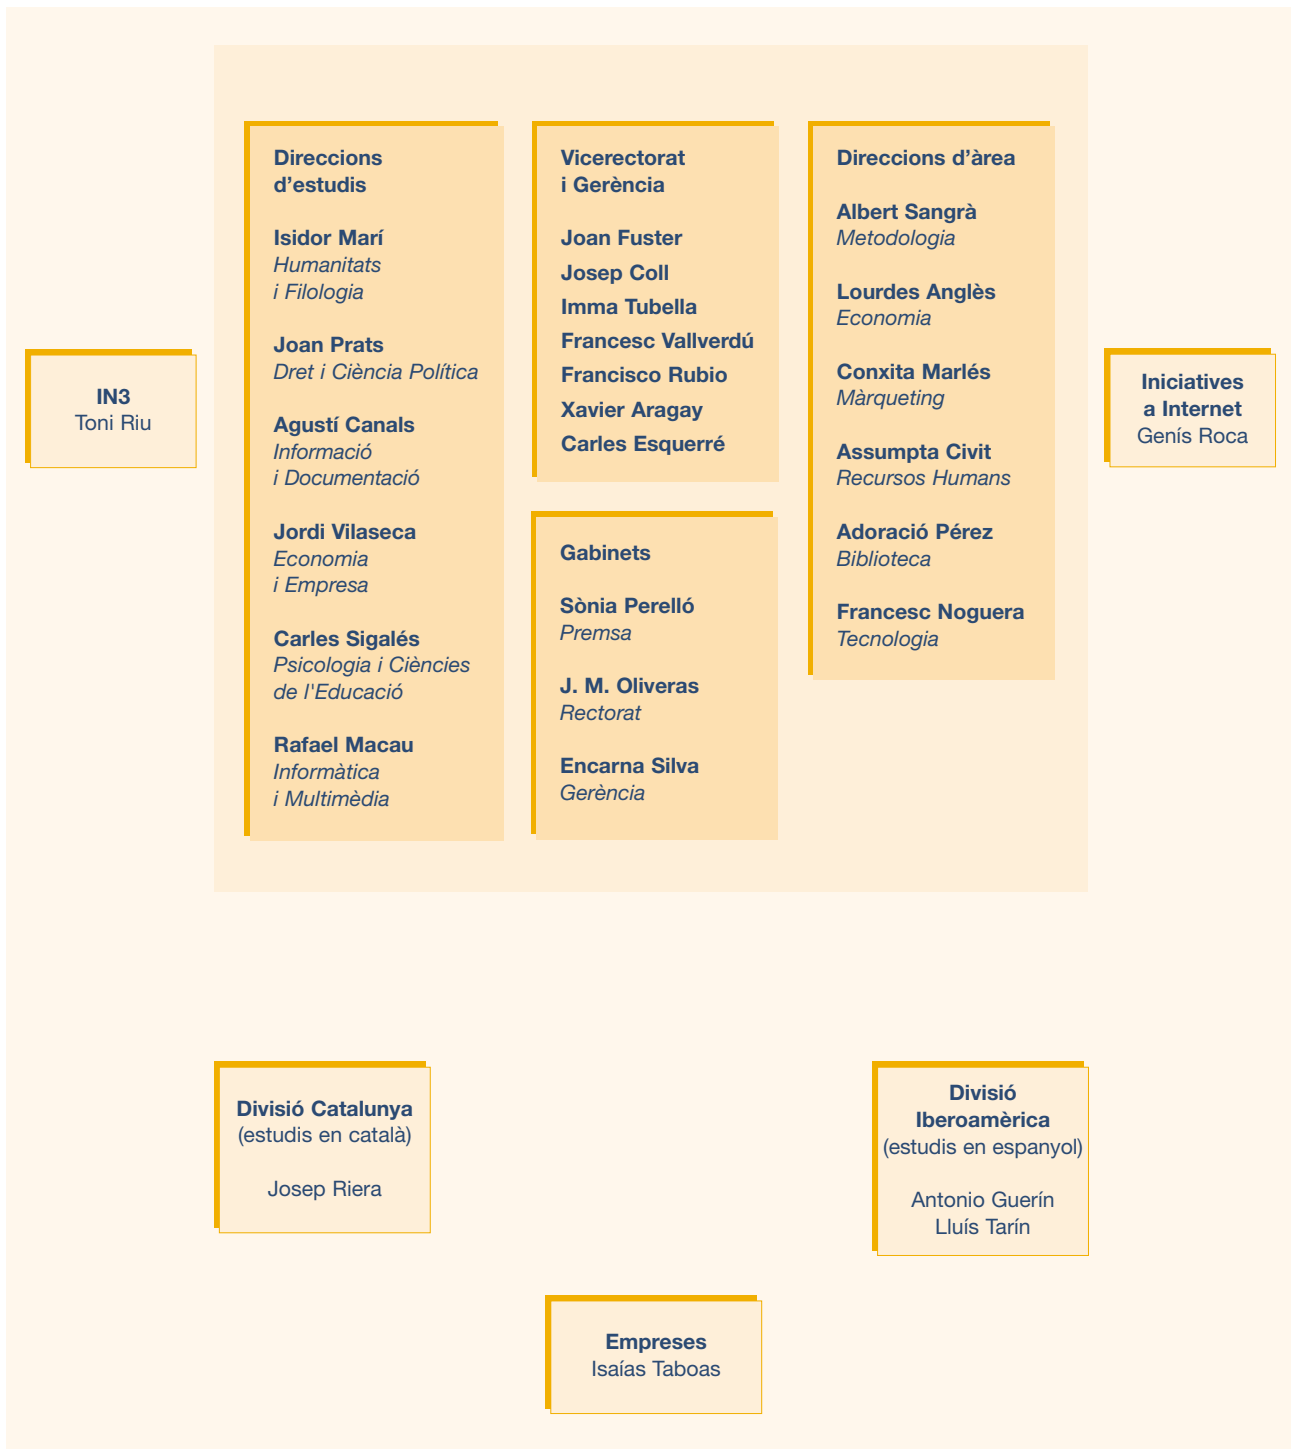 Direccions
d’estudis
Isidor Marí
Humanitats
i Filologia
Joan Prats
Dret i Ciència Política
Agustí Canals
Informació
i Documentació
Jordi Vilaseca
Economia
i Empresa
Carles Sigalés
Psicologia i Ciències
de l'Educació
Rafael Macau
Informàtica
i Multimèdia
Vicerectorat
i Gerència
Joan Fuster
Josep Coll
Imma Tubella
Francesc Vallverdú
Francisco Rubio
Xavier Aragay
Carles Esquerré
Gabinets
Sònia Perelló
Premsa
J. M. Oliveras
Rectorat
Encarna Silva
Gerència
Direccions d’àrea
Albert Sangrà
Metodologia
Lourdes Anglès
Economia
Conxita Marlés
Màrqueting
Assumpta Civit
Recursos Humans
Adoració Pérez
Biblioteca
Francesc Noguera
Tecnologia
IN3
Toni Riu
Iniciatives
a Internet
Genís Roca
Divisió Catalunya
(estudis en català)
Josep Riera
Divisió
Iberoamèrica
(estudis en espanyol)
Antonio Guerín
Lluís Tarín
Empreses
Isaías Taboas